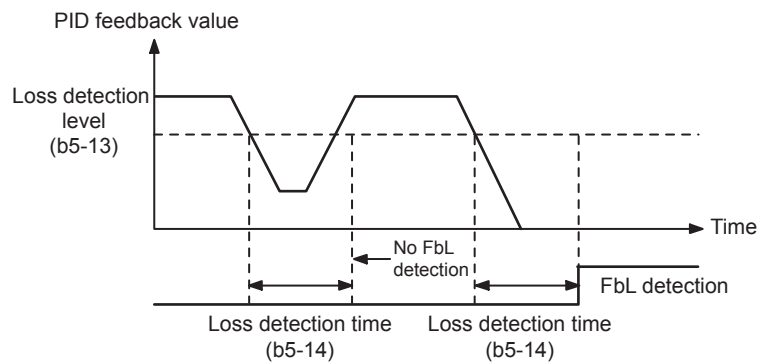 PID feedback value
Loss detection
level
(b5-13)
Time
No FbL
detection
FbL detection
Loss detection time
(b5-14)
Loss detection time
(b5-14)